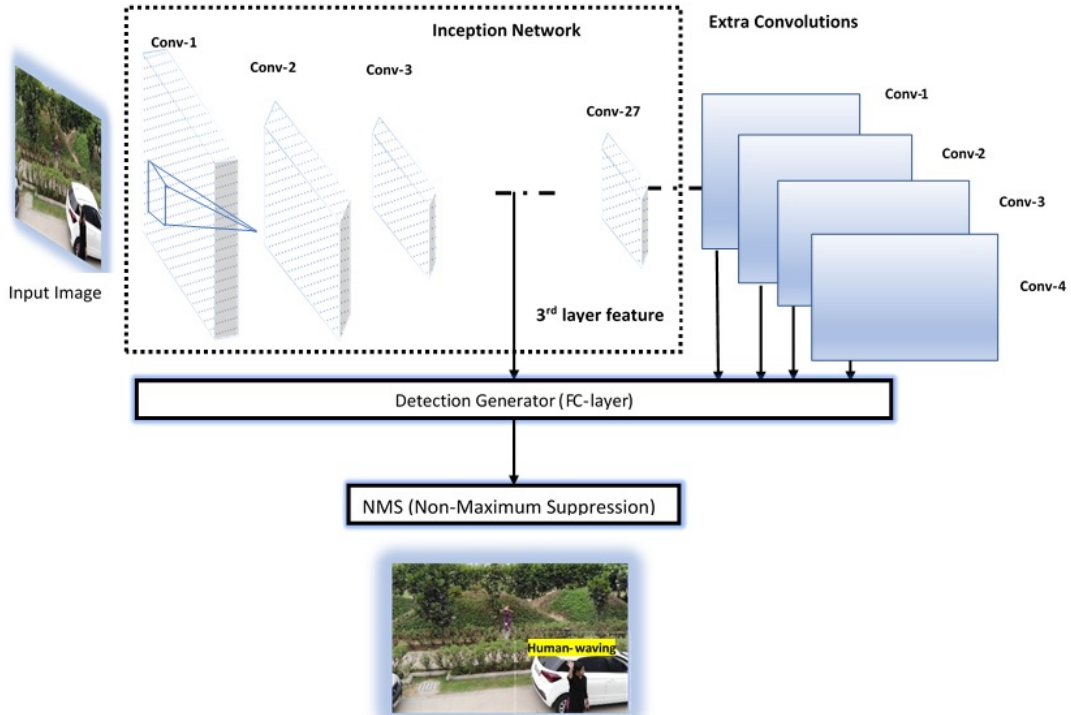 Inception Network
Extra Convolutions
Conv-1
Conv-2
Conv-3
Conv-27
Conv-1
Conv-2
Conv-3
Conv-4
Input Image
3rd layer feature
Detection Generator (FC-layer)
NMS (Non-Maximum Suppression)
Human- waving